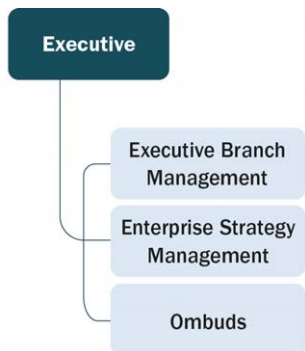 Executive
Executive Branch
Management
Enterprise Strategy
Management
Ombuds